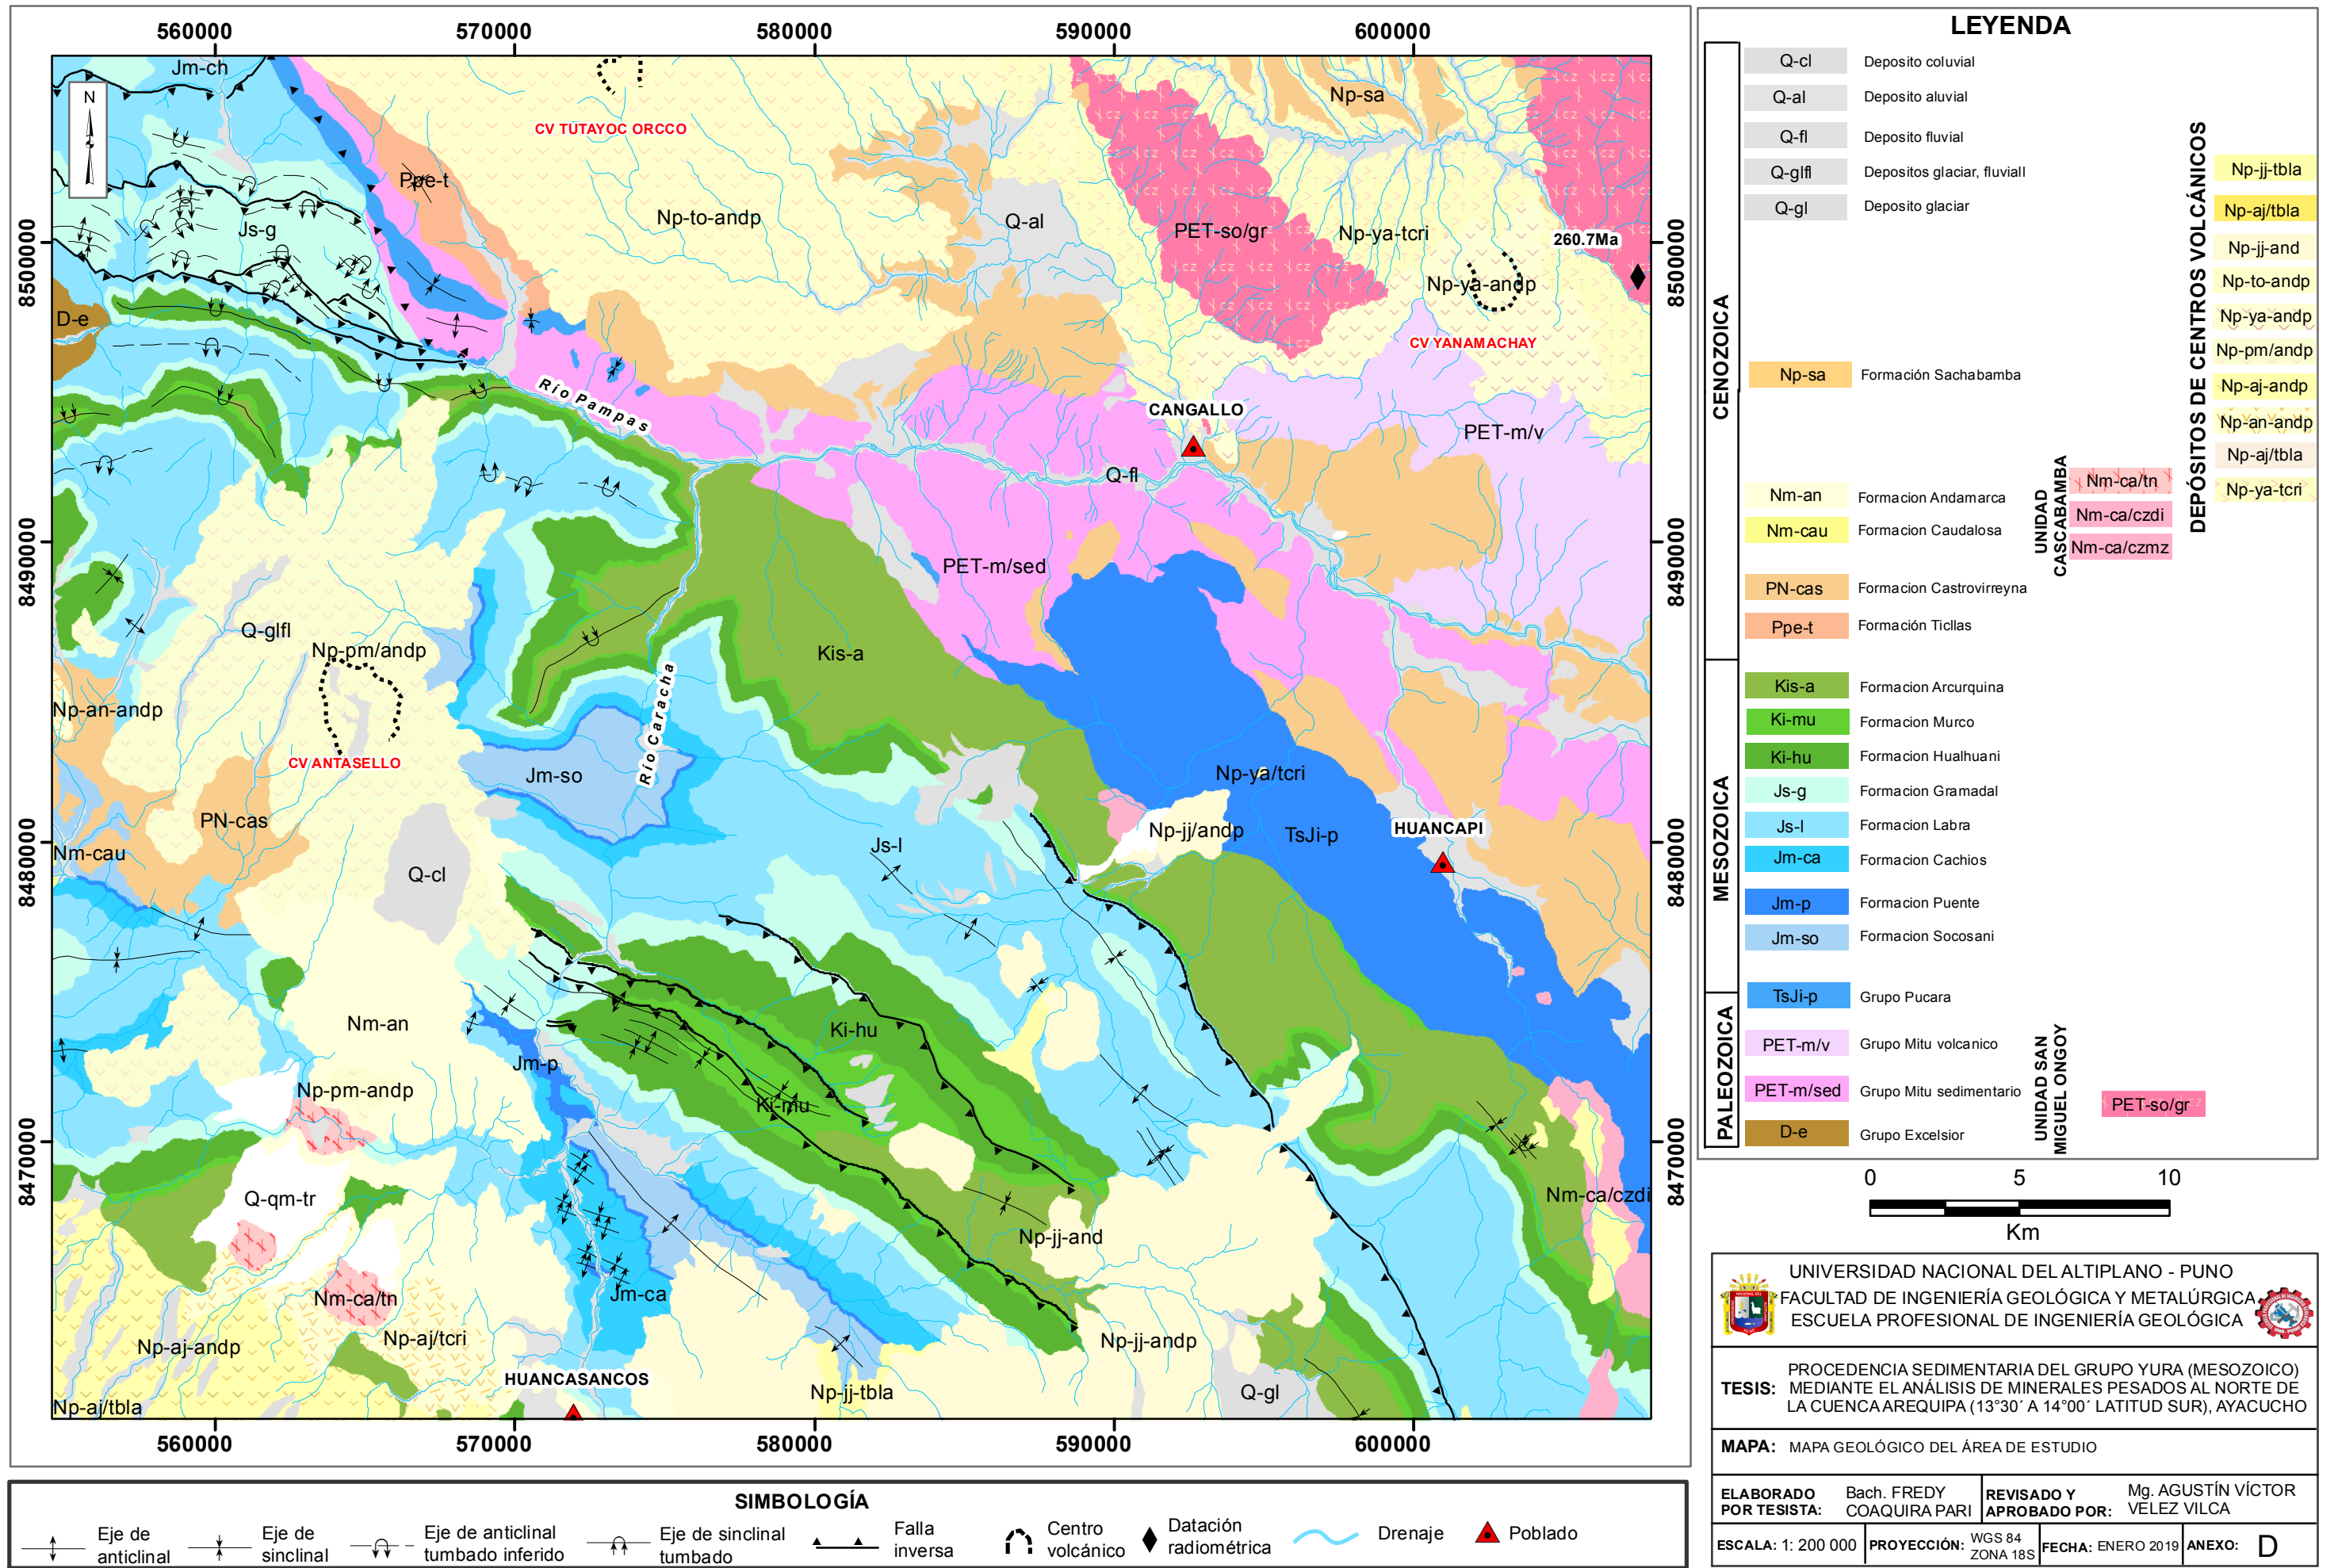 560000
570000
580000
590000
600000
Jm-ch
N
CV TUTAYOC ORCCO
Np-sa
Ppe-t
Np-to-andp
Q-al
Js-g
PET-so/gr
Np-ya-tcri
260.7Ma
8500000
8500000
Np-ya-andp
D-e
CV YANAMACHAY
Río Pampas
CANGALLO
PET-m/v
Q-fl
8490000
8490000
PET-m/sed
Q-glfl
Np-pm/andp
Kis-a
Río Caracha
Np-an-andp
CV ANTASELLO
Jm-so
Np-ya/tcri
PN-cas
Np-jj/andp
TsJi-p
HUANCAPI
Nm-cau
Js-l
8480000
8480000
Q-cl
Nm-an
Ki-hu
Jm-p
Np-pm-andp
Ki-mu
8470000
8470000
Q-qm-tr
Nm-ca/czdi
Np-jj-and
Nm-ca/tn
Jm-ca
Np-aj-andp
Np-aj/tcri
Np-jj-andp
HUANCASANCOS
Np-jj-tbla
Q-gl
Np-aj/tbla
560000
570000
580000
590000
600000
LEYENDA
CENOZOICA
Q-cl Deposito coluvial
Q-al Deposito aluvial
Q-fl Deposito fluvial
Q-glfl Depositos glaciar, fluviall
Q-gl Deposito glaciar
Np-sa Formación Sachabamba
Nm-an Formacion Andamarca
Nm-cau Formacion Caudalosa
PN-cas Formacion Castrovirreyna
Ppe-t Formación Ticllas
MESOZOICA
Kis-a Formacion Arcurquina
Ki-mu Formacion Murco
Ki-hu Formacion Hualhuani
Js-g Formacion Gramadal
Js-l Formacion Labra
Jm-ca Formacion Cachios
Jm-p Formacion Puente
Jm-so Formacion Socosani
PALEOZOICA
TsJi-p Grupo Pucara
PET-m/v Grupo Mitu volcanico
PET-m/sed Grupo Mitu sedimentario
D-e Grupo Excelsior
UNIDAD
CASCABAMBA
Nm-ca/tn
Nm-ca/czdi
Nm-ca/czmz
DEPÓSITOS DE CENTROS VOLCÁNICOS
Np-jj-tbla
Np-aj/tbla
Np-jj-and
Np-to-andp
Np-ya-andp
Np-pm/andp
Np-aj-andp
Np-an-andp
Np-aj/tbla
Np-ya-tcri
UNIDAD SAN
MIGUEL ONGOY
PET-so/gr
0 5 10
Km
UNIVERSIDAD NACIONAL DEL ALTIPLANO - PUNO
FACULTAD DE INGENIERÍA GEOLÓGICA Y METALÚRGICA
ESCUELA PROFESIONAL DE INGENIERÍA GEOLÓGICA
TESIS: PROCEDENCIA SEDIMENTARIA DEL GRUPO YURA (MESOZOICO)
MEDIANTE EL ANÁLISIS DE MINERALES PESADOS AL NORTE DE
LA CUENCA AREQUIPA (13°30´ A 14°00´ LATITUD SUR), AYACUCHO
MAPA: MAPA GEOLÓGICO DEL ÁREA DE ESTUDIO
ELABORADO
POR TESISTA:
Bach. FREDY
COAQUIRA PARI
REVISADO Y
APROBADO POR:
Mg. AGUSTÍN VÍCTOR
VELEZ VILCA
ESCALA: 1: 200 000
PROYECCIÓN: WGS 84
ZONA 18S
FECHA: ENERO 2019
ANEXO: D
SIMBOLOGÍA
Eje de
anticlinal
Eje de
sinclinal
Eje de anticlinal
tumbado inferido
Eje de sinclinal
tumbado
Falla
inversa
Centro
volcánico
Datación
radiométrica
Drenaje
Poblado